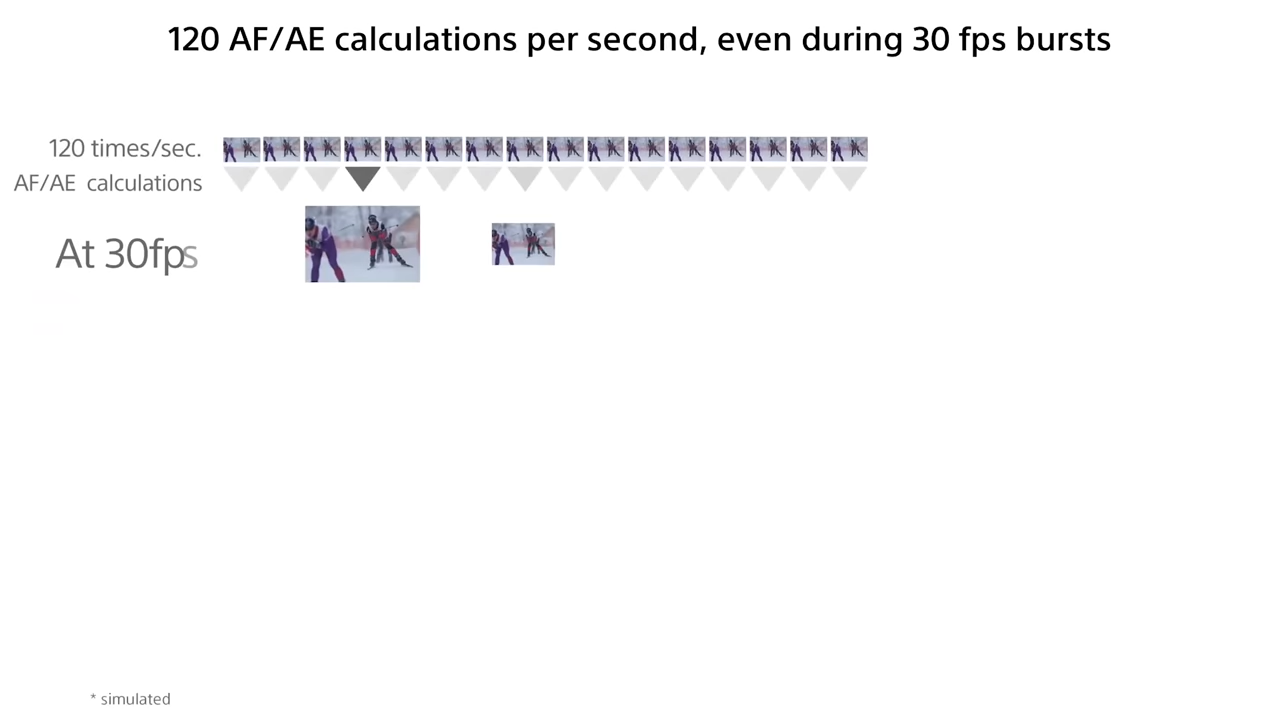 120 AF/AE calculations per second, even during 30 fps bursts
120 times/sec.
AF/AE calculations
At 30fps
* simulated